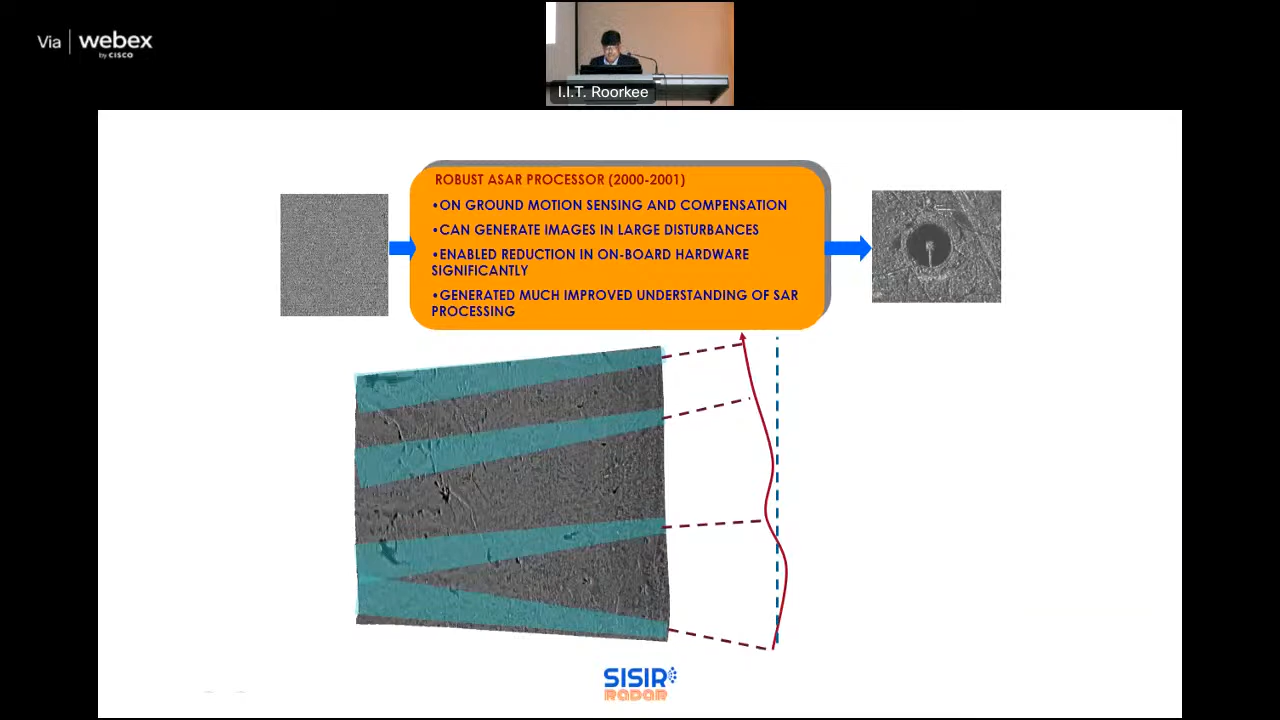 Via webex
by CISCO
I.I.T. Roorkee
ROBUST ASAR PROCESSOR (2000-2001)
•ON GROUND MOTION SENSING AND COMPENSATION
•CAN GENERATE IMAGES IN LARGE DISTURBANCES
•ENABLED REDUCTION IN ON-BOARD HARDWARE
SIGNIFICANTLY
•GENERATED MUCH IMPROVED UNDERSTANDING OF SAR
PROCESSING
SISIR
RADAR